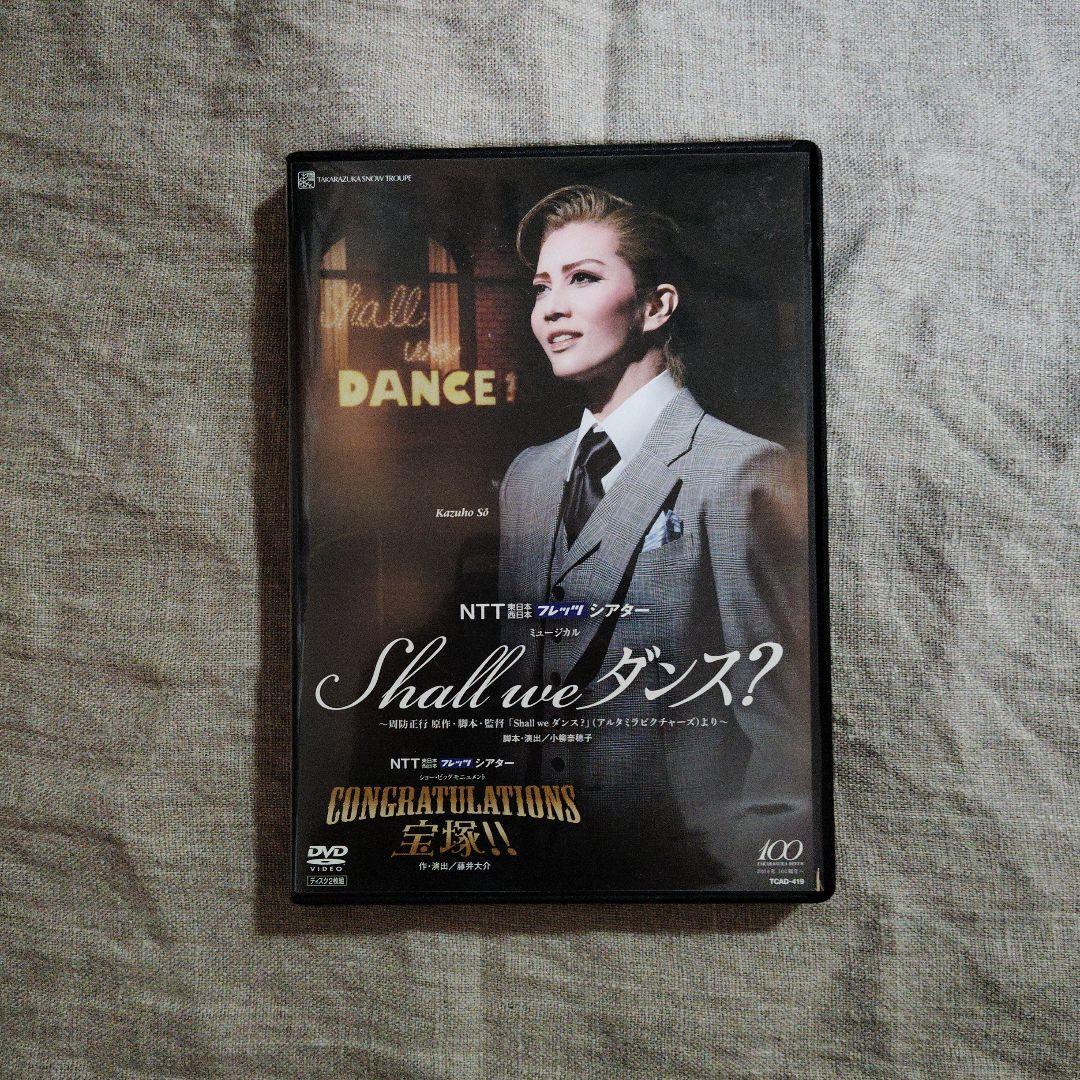 TAKARAZUKA SNOW TROUPE
Shall
we
DANCE?
Kazuho Sō
NTT 東日本 西日本 フレッツ シアター
ミュージカル
Shall we ダンス?
~周防正行 原作・脚本・監督「Shall we ダンス?」(アルタミラピクチャーズ)より~
脚本・演出/小柳奈穂子
NTT 東日本 西日本 フレッツ シアター
ショー・ビッグ・モニュメント
CONGRATULATIONS
宝塚!!
作・演出/藤井大介
DVD
VIDEO
ディスク2枚組
100
TCAD-419